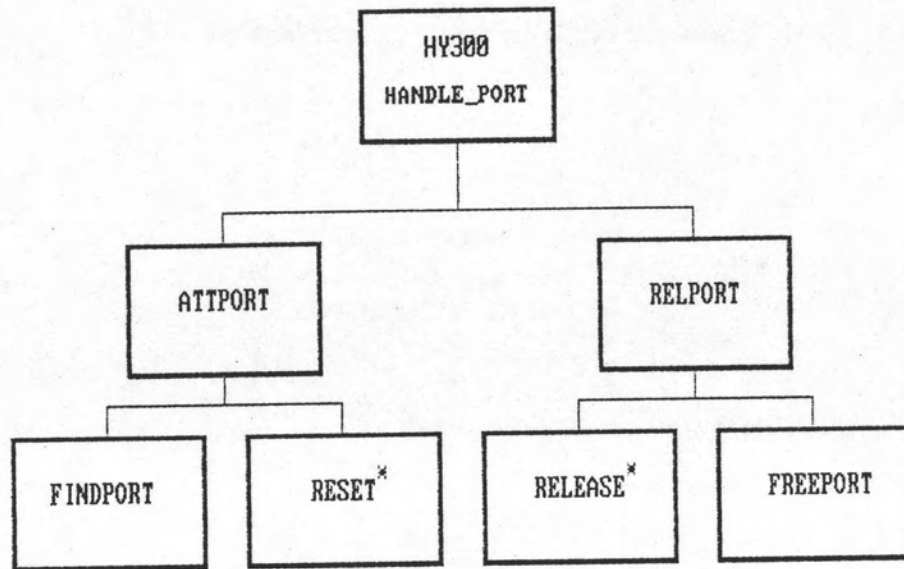 HY300
HANDLE_PORT
ATTPORT
RELPORT
FINDPORT
RESET*
RELEASE*
FREEPORT